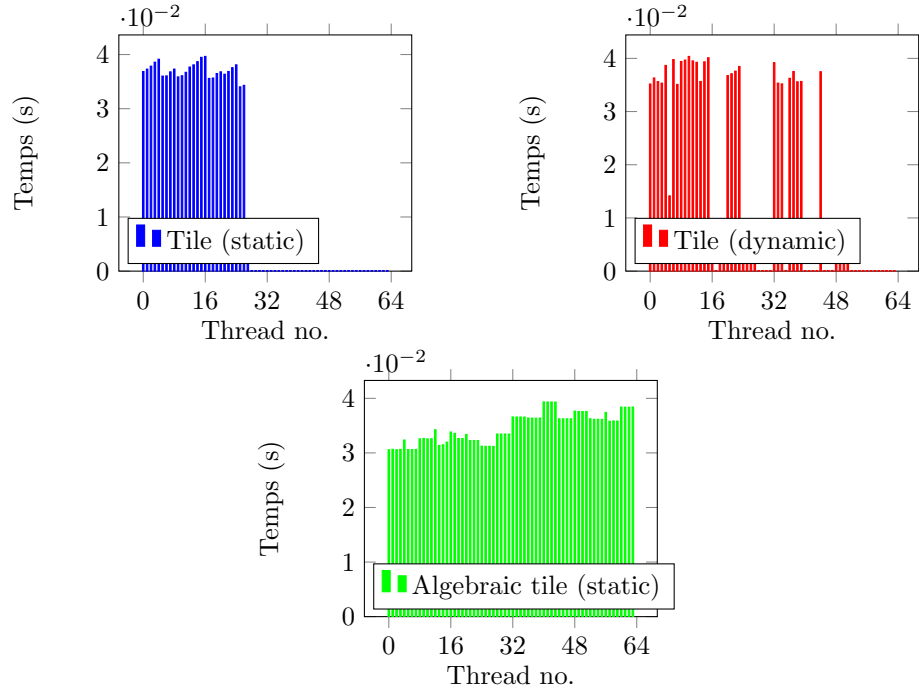 ·10⁻²
4
3
2
1
0
Temps (s)
Tile (static)
0 16 32 48 64
Thread no.
·10⁻²
4
3
2
1
0
Temps (s)
Tile (dynamic)
0 16 32 48 64
Thread no.
·10⁻²
4
3
2
1
0
Temps (s)
Algebraic tile (static)
0 16 32 48 64
Thread no.